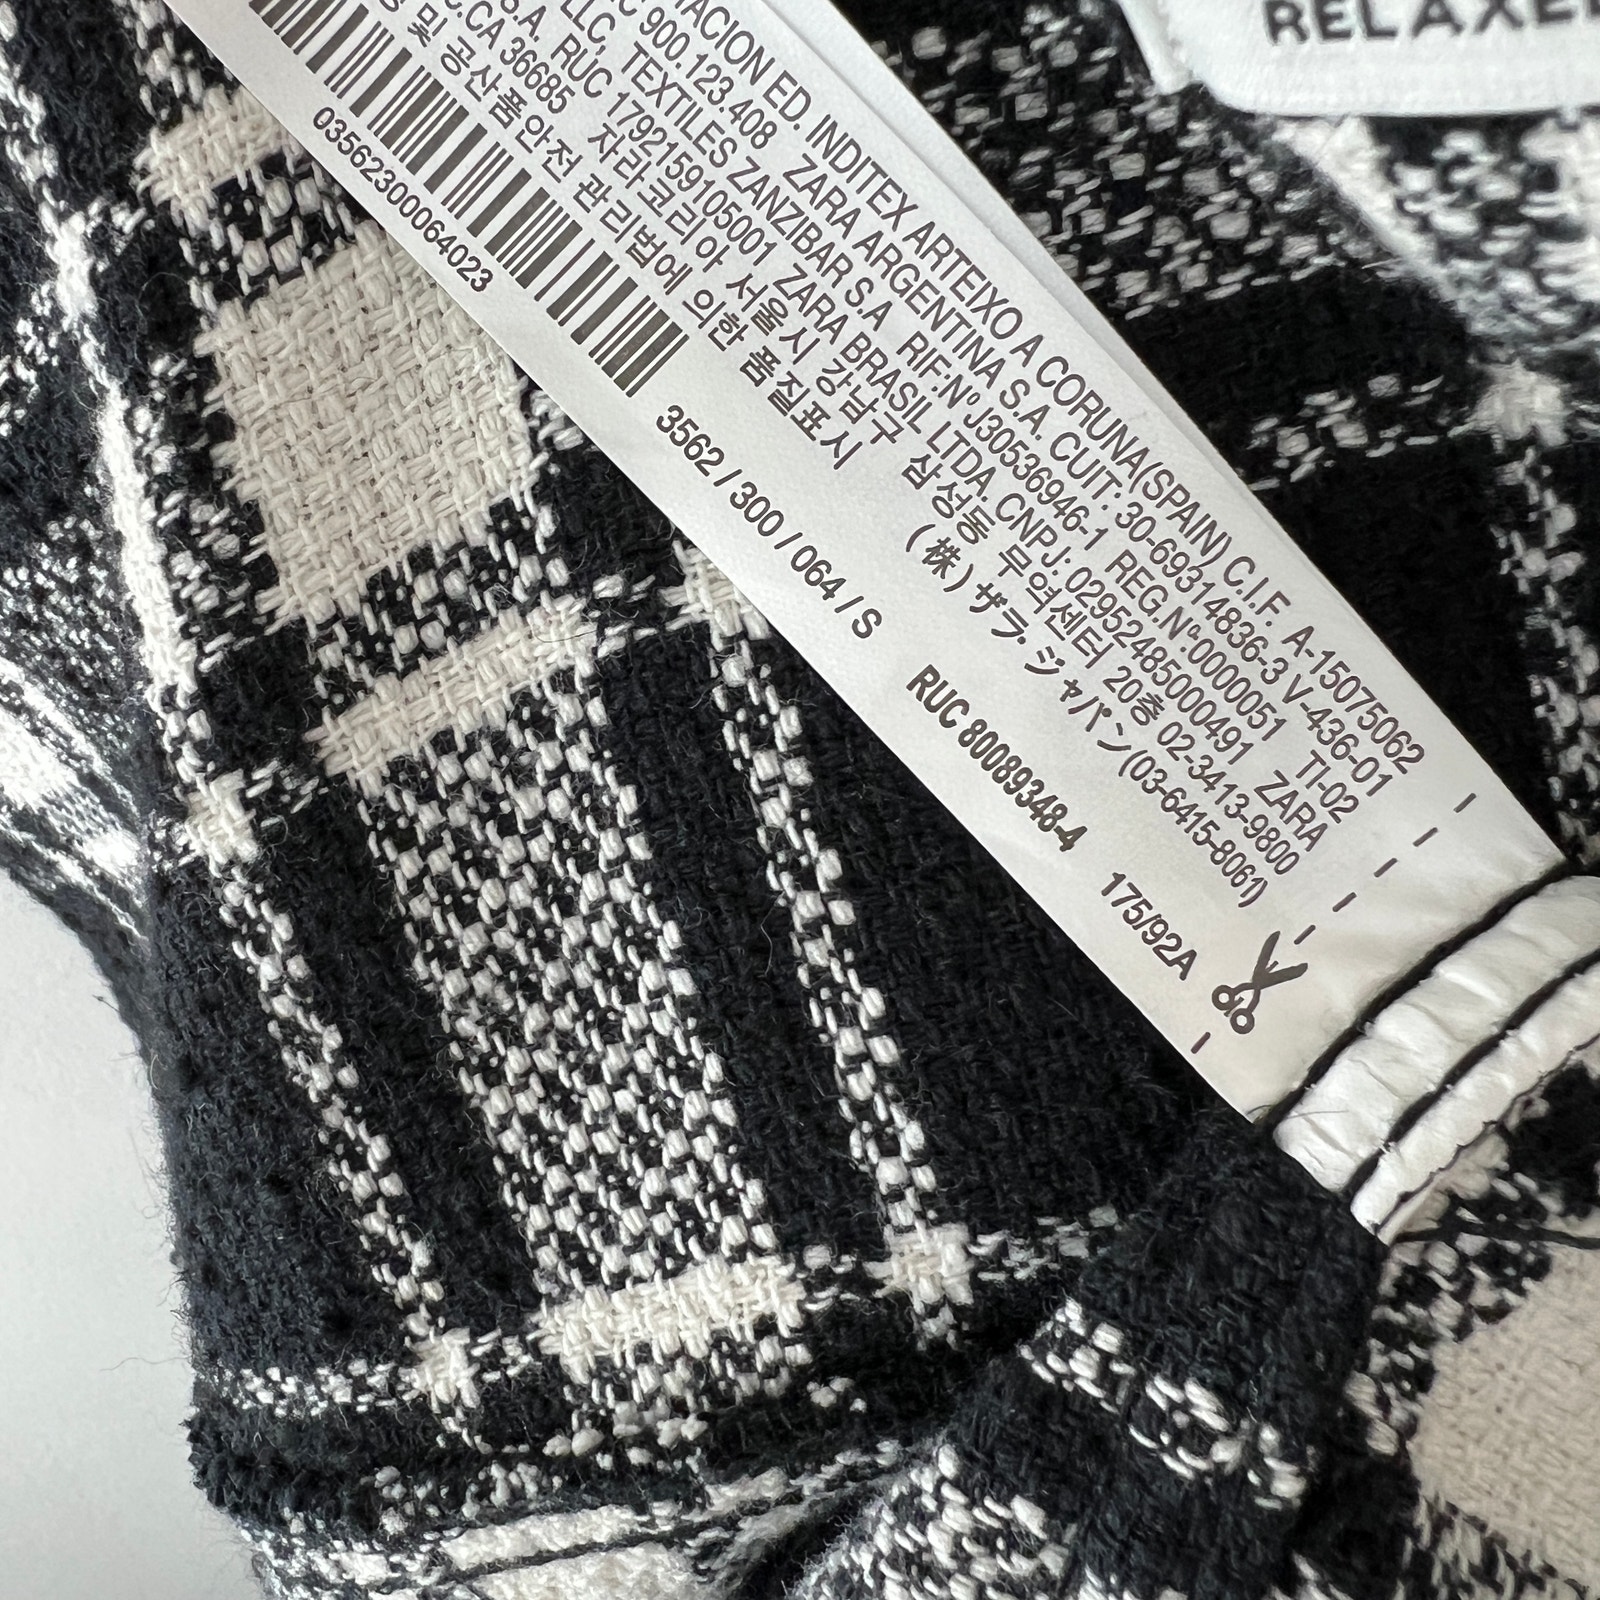 RELAXE
MACION ED. INDITEX ARTEIXO A CORUNA(SPAIN) C.I.F. A-15075062
C 900.123.408 ZARA ARGENTINA S.A. CUIT: 30-69314836-3 V-436-01
LLC, TEXTILES ZANZIBAR S.A RIF:Nº J30536946-1 REG.Nº:0000051 TI-02
S.A. RUC 1792159105001 ZARA BRASIL LTDA. CNPJ: 02952485000491 ZARA
C.CA 36685 자라코리아 서울시 강남구 삼성동 무역센터 20층 02-3413-9800
및 공산품안전 관리법에 의한 품질표시 (株)ザラ・ジャパン(03-6415-8061)
03562300064023
3562 / 300 / 064 / S RUC 80089348-4 175/92A